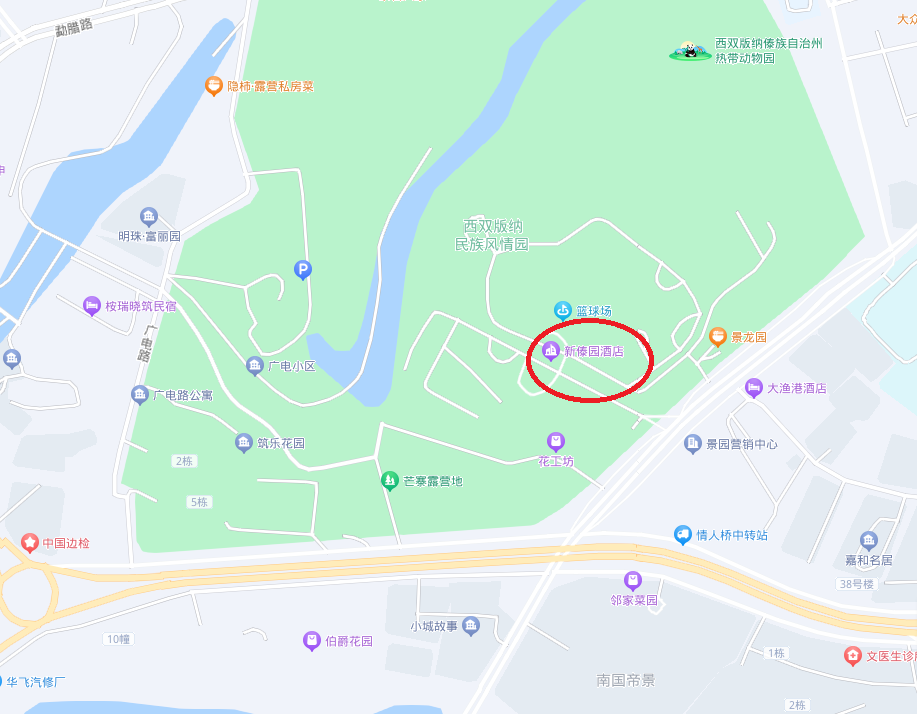 勐腊路
大众
西双版纳傣族自治州
热带动物园
隐柿·露营私房菜
明珠·富丽园
西双版纳
民族风情园
P
桉瑞晓筑民宿
篮球场
广电路
新傣园酒店
景龙园
广电小区
大渔港酒店
广电路公寓
筑乐花园
景园营销中心
花工坊
2栋
芒寨露营地
5栋
情人桥中转站
中国边检
嘉和名居
38号楼
邻家菜园
10幢
小城故事
伯爵花园
1栋
文医生诊所
华飞汽修厂
南国帝景
2栋